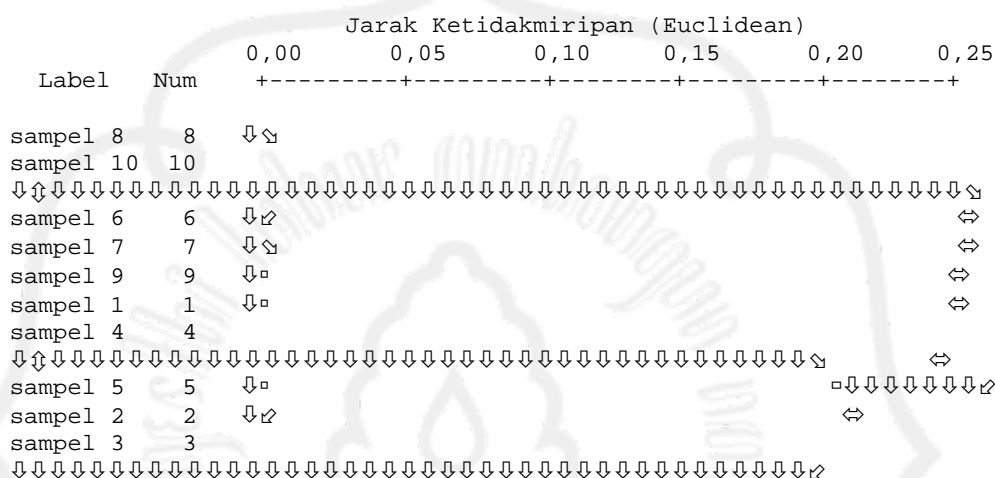 Jarak Ketidakmiripan (Euclidean)
0,00 0,05 0,10 0,15 0,20 0,25
Label Num +---------+---------+---------+---------+---------+
sampel 8 8 ⇩⬂
sampel 10 10
⇩⇳⇩⇩⇩⇩⇩⇩⇩⇩⇩⇩⇩⇩⇩⇩⇩⇩⇩⇩⇩⇩⇩⇩⇩⇩⇩⇩⇩⇩⇩⇩⇩⇩⇩⇩⇩⇩⇩⇩⇩⇩⇩⇩⇩⇩⇩⇩⇩⬂
sampel 6 6 ⇩⬃ ⬄
sampel 7 7 ⇩⬂ ⬄
sampel 9 9 ⇩▫ ⬄
sampel 1 1 ⇩▫ ⬄
sampel 4 4
⇩⇳⇩⇩⇩⇩⇩⇩⇩⇩⇩⇩⇩⇩⇩⇩⇩⇩⇩⇩⇩⇩⇩⇩⇩⇩⇩⇩⇩⇩⇩⇩⇩⇩⇩⇩⇩⇩⇩⇩⇩⬂ ⬄
sampel 5 5 ⇩▫ ▫⇩⇩⇩⇩⇩⇩⇩⬃
sampel 2 2 ⇩⬃ ⬄
sampel 3 3
⇩⇩⇩⇩⇩⇩⇩⇩⇩⇩⇩⇩⇩⇩⇩⇩⇩⇩⇩⇩⇩⇩⇩⇩⇩⇩⇩⇩⇩⇩⇩⇩⇩⇩⇩⇩⇩⇩⇩⇩⇩⬃